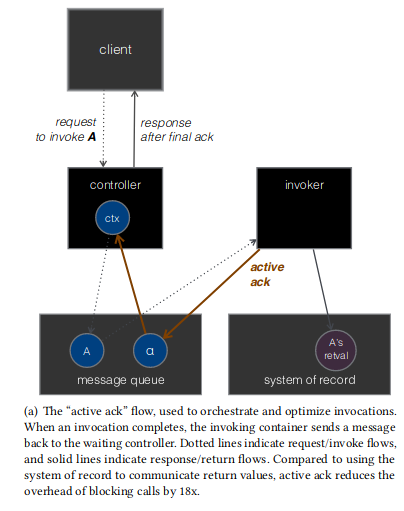 client
request
to invoke A
response
after final ack
controller
invoker
ctx
active
ack
A
α
A's
retval
message queue
system of record
(a) The “active ack” flow, used to orchestrate and optimize invocations.
When an invocation completes, the invoking container sends a message
back to the waiting controller. Dotted lines indicate request/invoke flows,
and solid lines indicate response/return flows. Compared to using the
system of record to communicate return values, active ack reduces the
overhead of blocking calls by 18x.